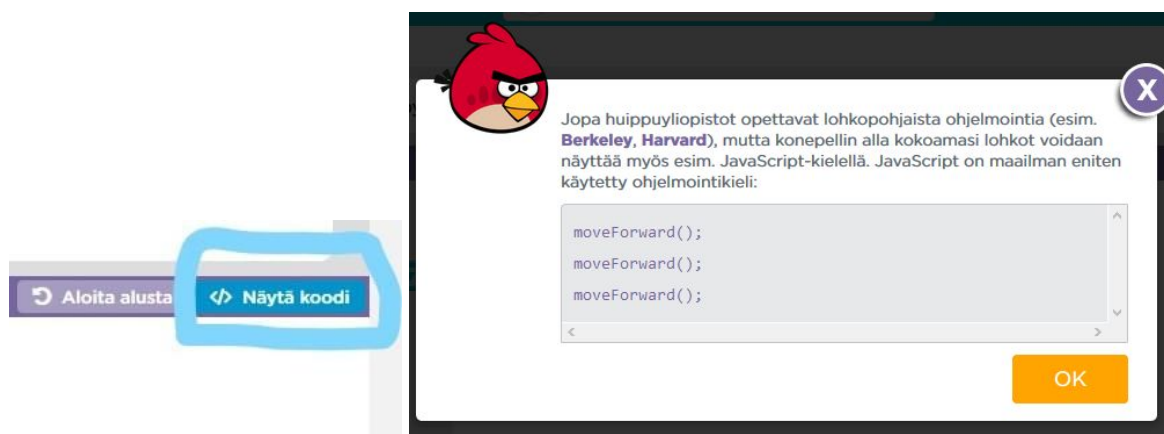 Aloita alusta
</> Näytä koodi
X
Jopa huippuyliopistot opettavat lohkopohjaista ohjelmointia (esim.
Berkeley, Harvard), mutta konepellin alla kokoamasi lohkot voidaan
näyttää myös esim. JavaScript-kielellä. JavaScript on maailman eniten
käytetty ohjelmointikieli:
moveForward();
moveForward();
moveForward();
OK